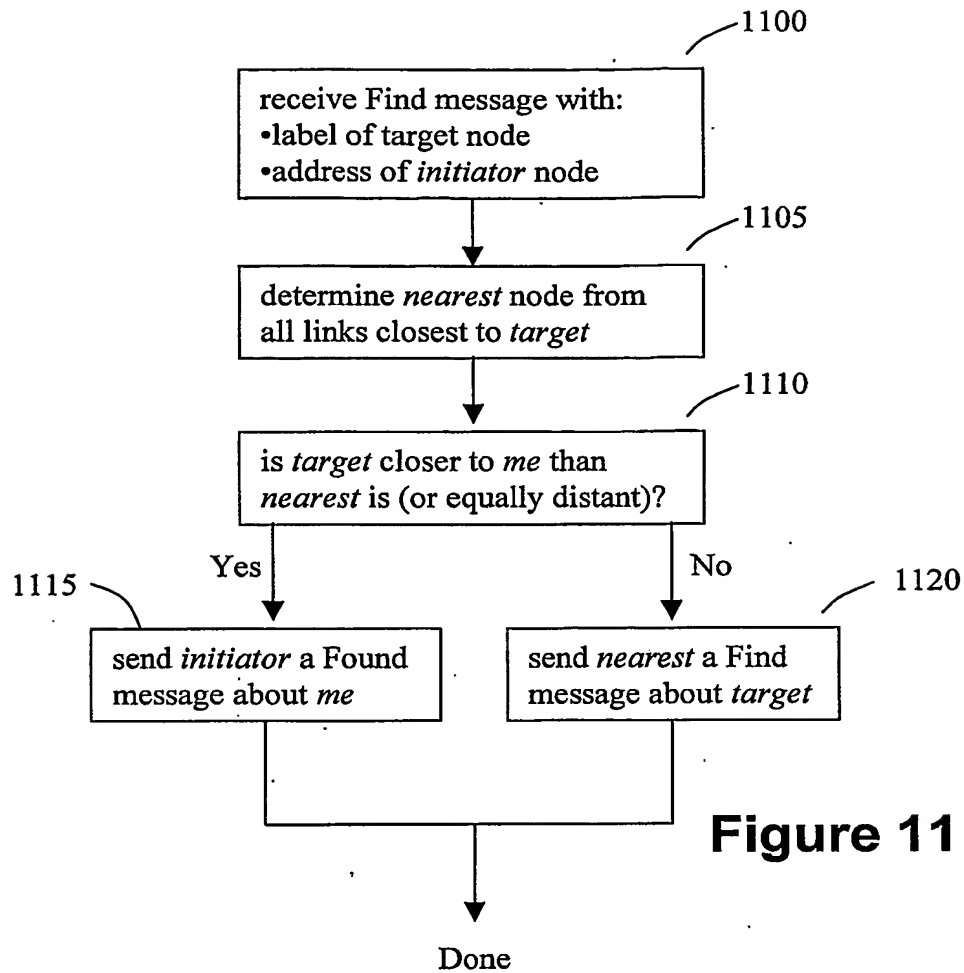 1100
receive Find message with:
•label of target node
•address of initiator node
1105
determine nearest node from
all links closest to target
1110
is target closer to me than
nearest is (or equally distant)?
Yes
No
1115
1120
send initiator a Found
message about me
send nearest a Find
message about target
Figure 11
Done